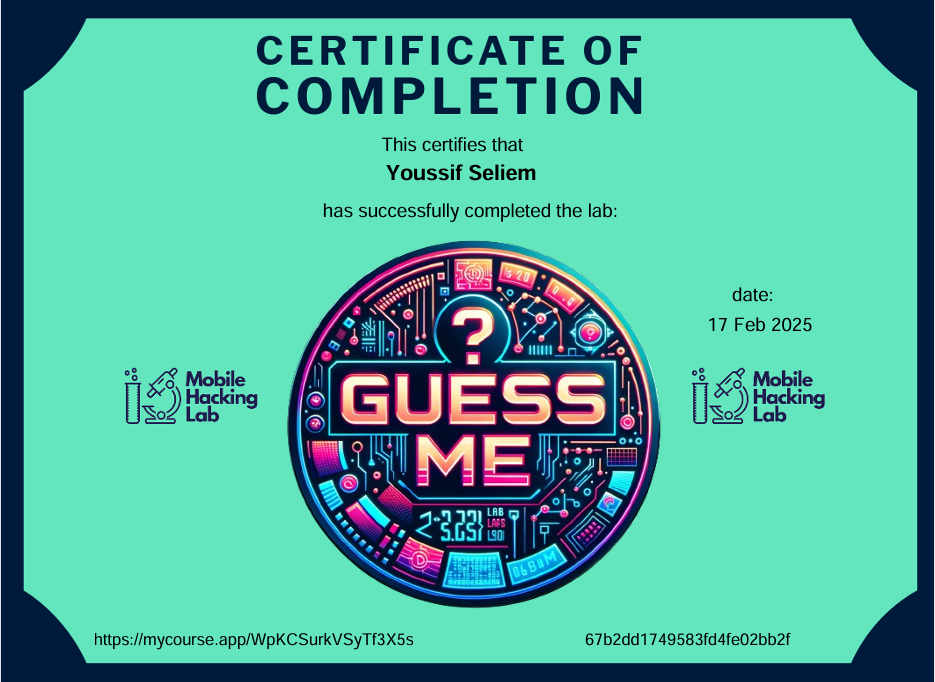 CERTIFICATE OF
COMPLETION
This certifies that
Youssif Seliem
has successfully completed the lab:
date:
17 Feb 2025
?
GUESS
ME
Mobile
Hacking
Lab
Mobile
Hacking
Lab
LAB
https://mycourse.app/WpKCSurkVSyTf3X5s
67b2dd1749583fd4fe02bb2f